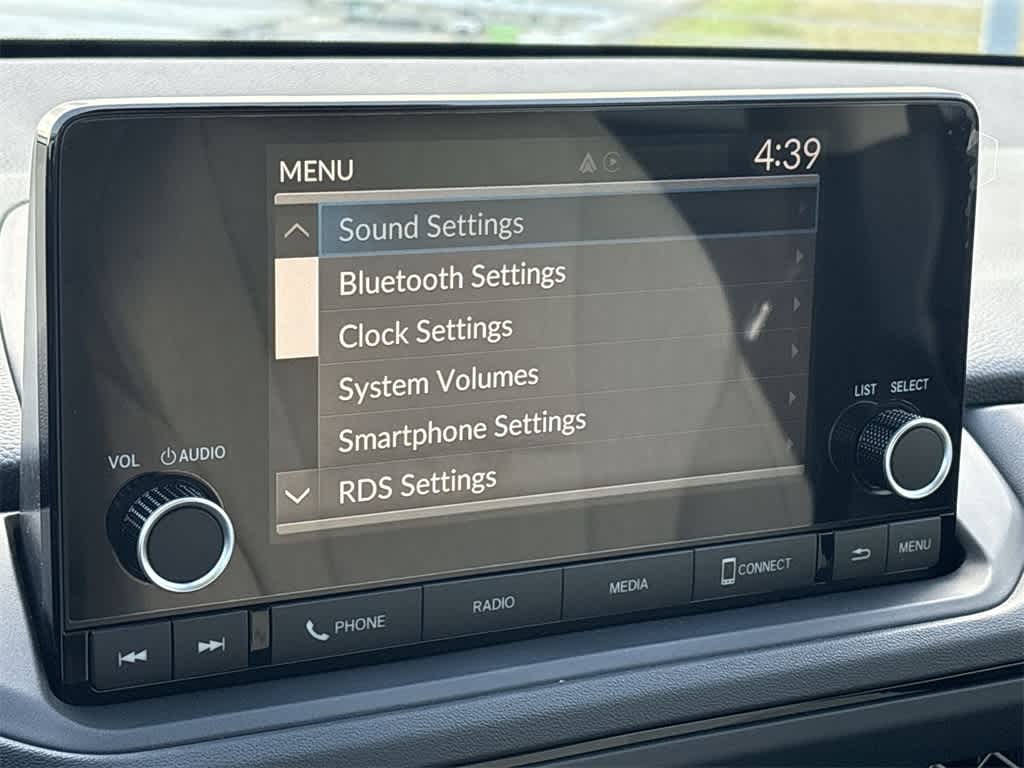 MENU
4:39
Sound Settings
Bluetooth Settings
Clock Settings
System Volumes
Smartphone Settings
RDS Settings
VOL AUDIO
LIST SELECT
PHONE
RADIO
MEDIA
CONNECT
MENU